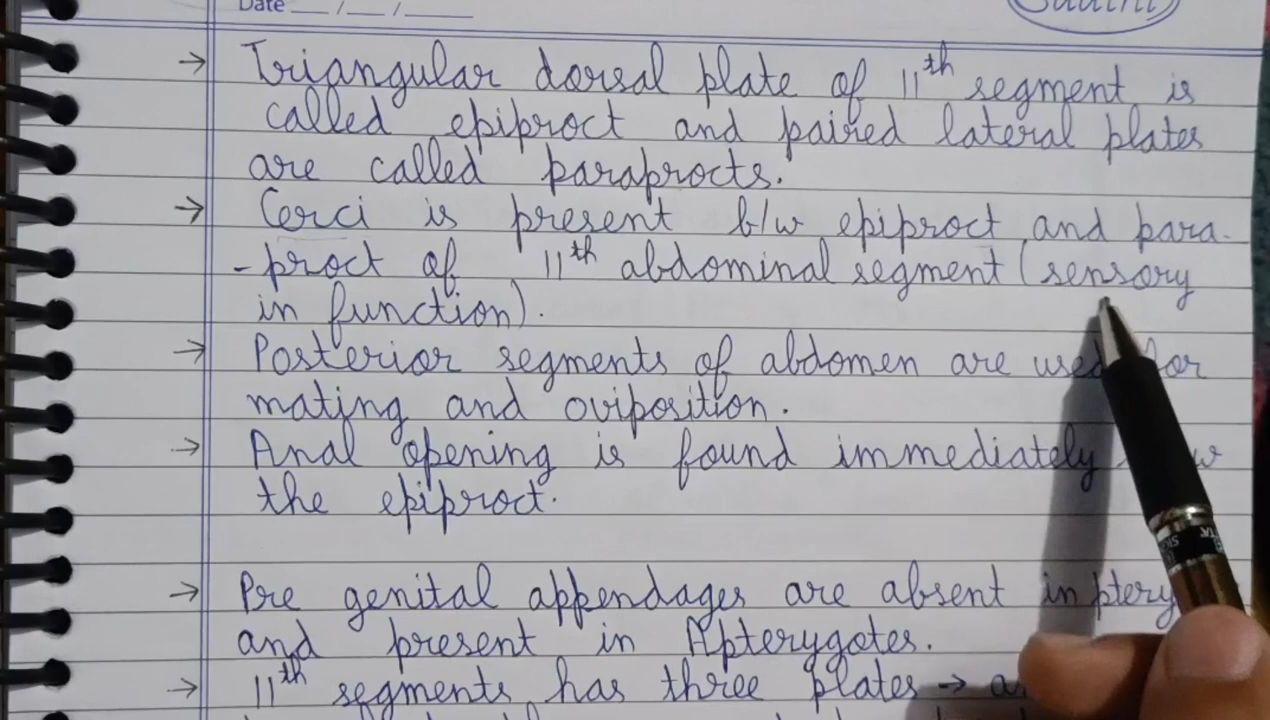 Date __/__/____
→ Triangular dorsal plate of 11th segment is
called epiproct and paired lateral plates
are called paraprocts.
→ Cerci is present b/w epiproct and para-
-proct of 11th abdominal segment (sensory
in function).
→ Posterior segments of abdomen are used for
mating and oviposition.
→ Anal opening is found immediately
the epiproct.
→ Pre genital appendages are absent in
and present in Apterygotes.
→ 11th segments has three plates →